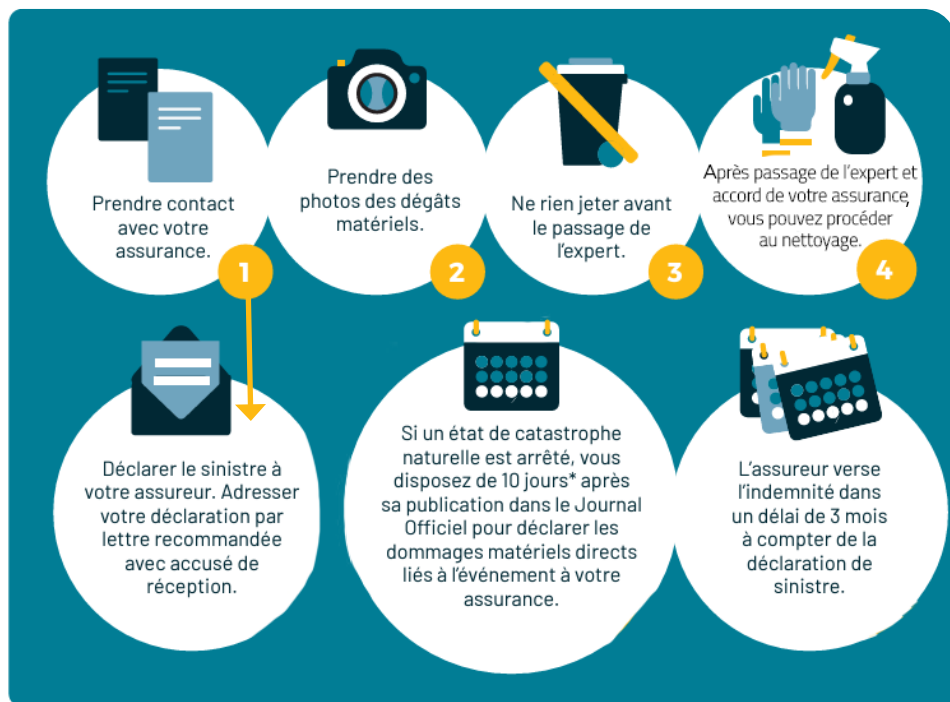 Prendre contact
avec votre
assurance.
1
Prendre des
photos des dégâts
matériels.
2
Ne rien jeter avant
le passage de
l'expert.
3
Après passage de l'expert et
accord de votre assurance,
vous pouvez procéder
au nettoyage.
4
Déclarer le sinistre à
votre assureur. Adresser
votre déclaration par
lettre recommandée
avec accusé de
réception.
Si un état de catastrophe
naturelle est arrêté, vous
disposez de 10 jours* après
sa publication dans le Journal
Officiel pour déclarer les
dommages matériels directs
liés à l'événement à votre
assurance.
L'assureur verse
l'indemnité dans
un délai de 3 mois
à compter de la
déclaration de
sinistre.